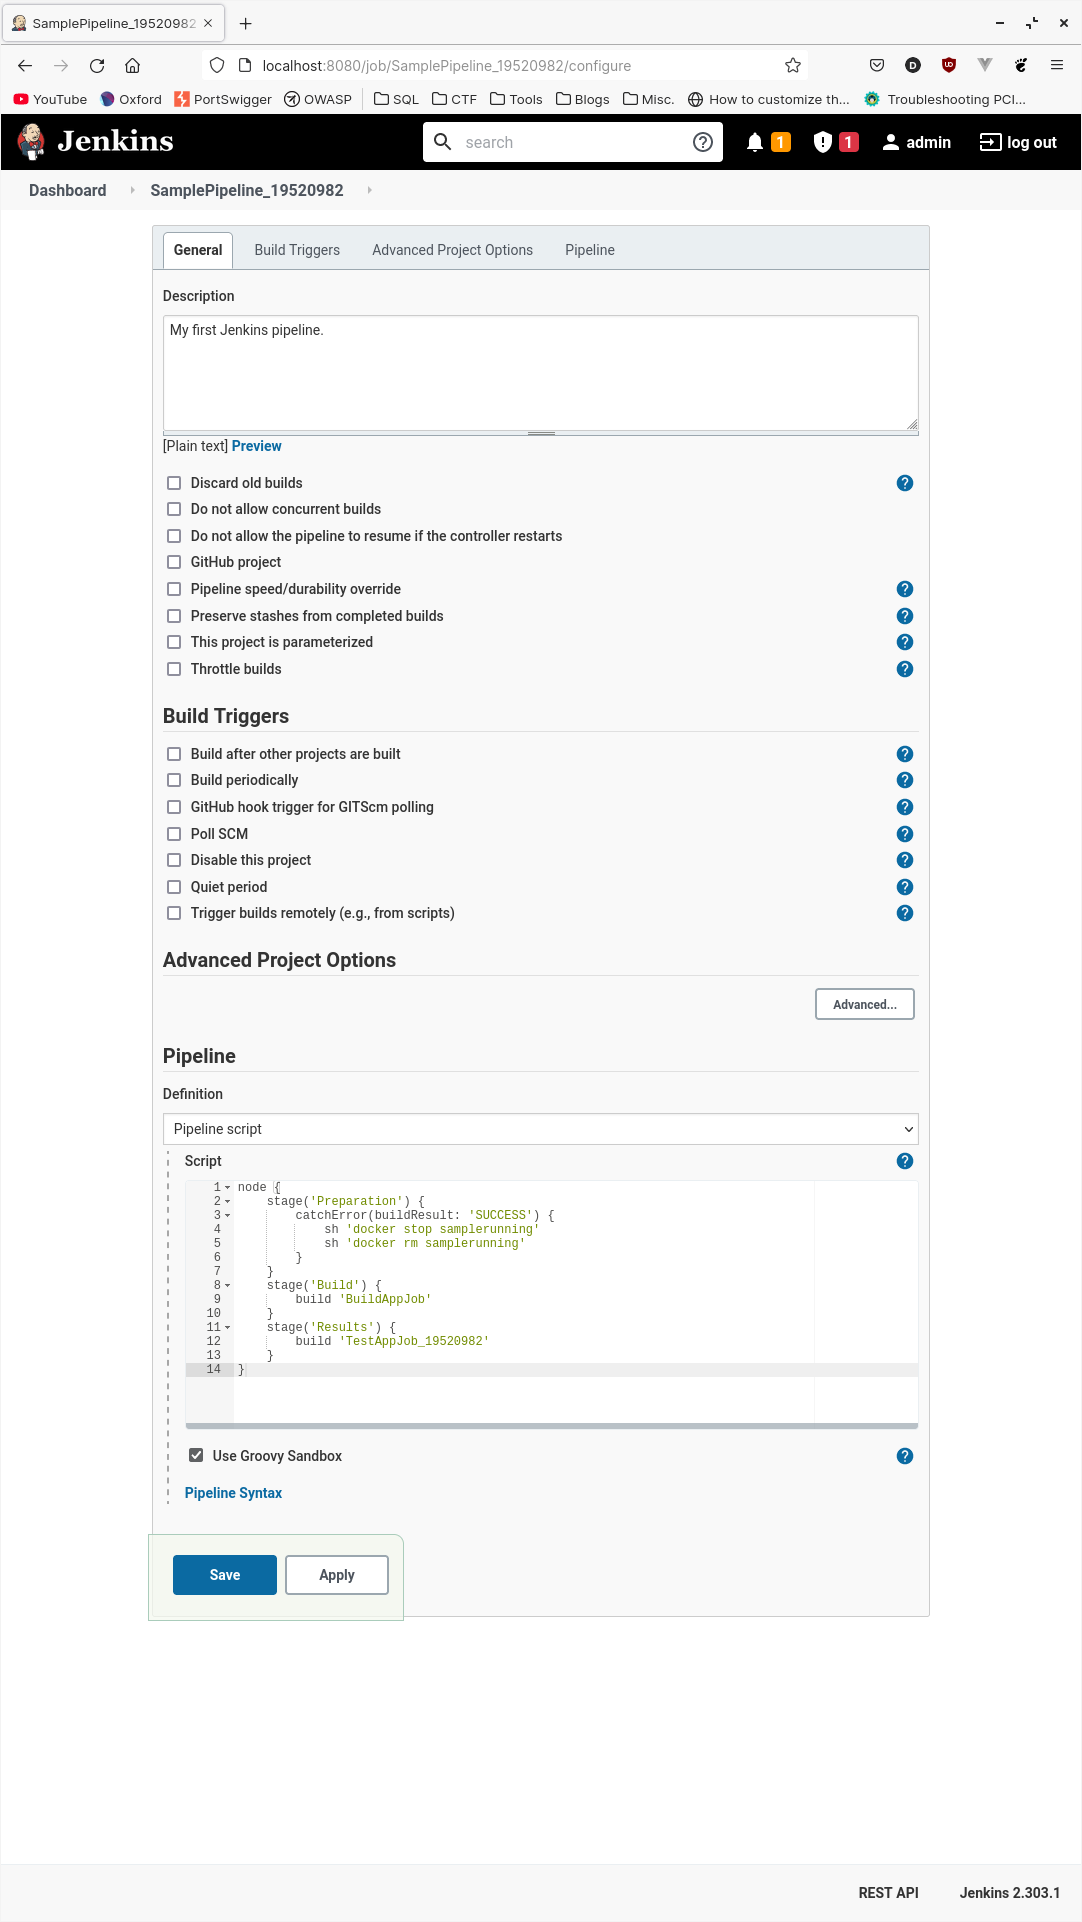 SamplePipeline_19520982
localhost:8080/job/SamplePipeline_19520982/configure
YouTube Oxford PortSwigger OWASP SQL CTF Tools Blogs Misc. How to customize th... Troubleshooting PCI...
Jenkins search 1 1 admin log out
Dashboard SamplePipeline_19520982
General Build Triggers Advanced Project Options Pipeline
Description
My first Jenkins pipeline.
[Plain text] Preview
Discard old builds ?
Do not allow concurrent builds
Do not allow the pipeline to resume if the controller restarts
GitHub project
Pipeline speed/durability override ?
Preserve stashes from completed builds ?
This project is parameterized ?
Throttle builds ?
Build Triggers
Build after other projects are built ?
Build periodically ?
GitHub hook trigger for GITScm polling ?
Poll SCM ?
Disable this project ?
Quiet period ?
Trigger builds remotely (e.g., from scripts) ?
Advanced Project Options
Advanced...
Pipeline
Definition
Pipeline script
Script ?
1 node {
2 stage('Preparation') {
3 catchError(buildResult: 'SUCCESS') {
4 sh 'docker stop samplerunning'
5 sh 'docker rm samplerunning'
6 }
7 }
8 stage('Build') {
9 build 'BuildAppJob'
10 }
11 stage('Results') {
12 build 'TestAppJob_19520982'
13 }
14 }
Use Groovy Sandbox ?
Pipeline Syntax
Save Apply
REST API Jenkins 2.303.1